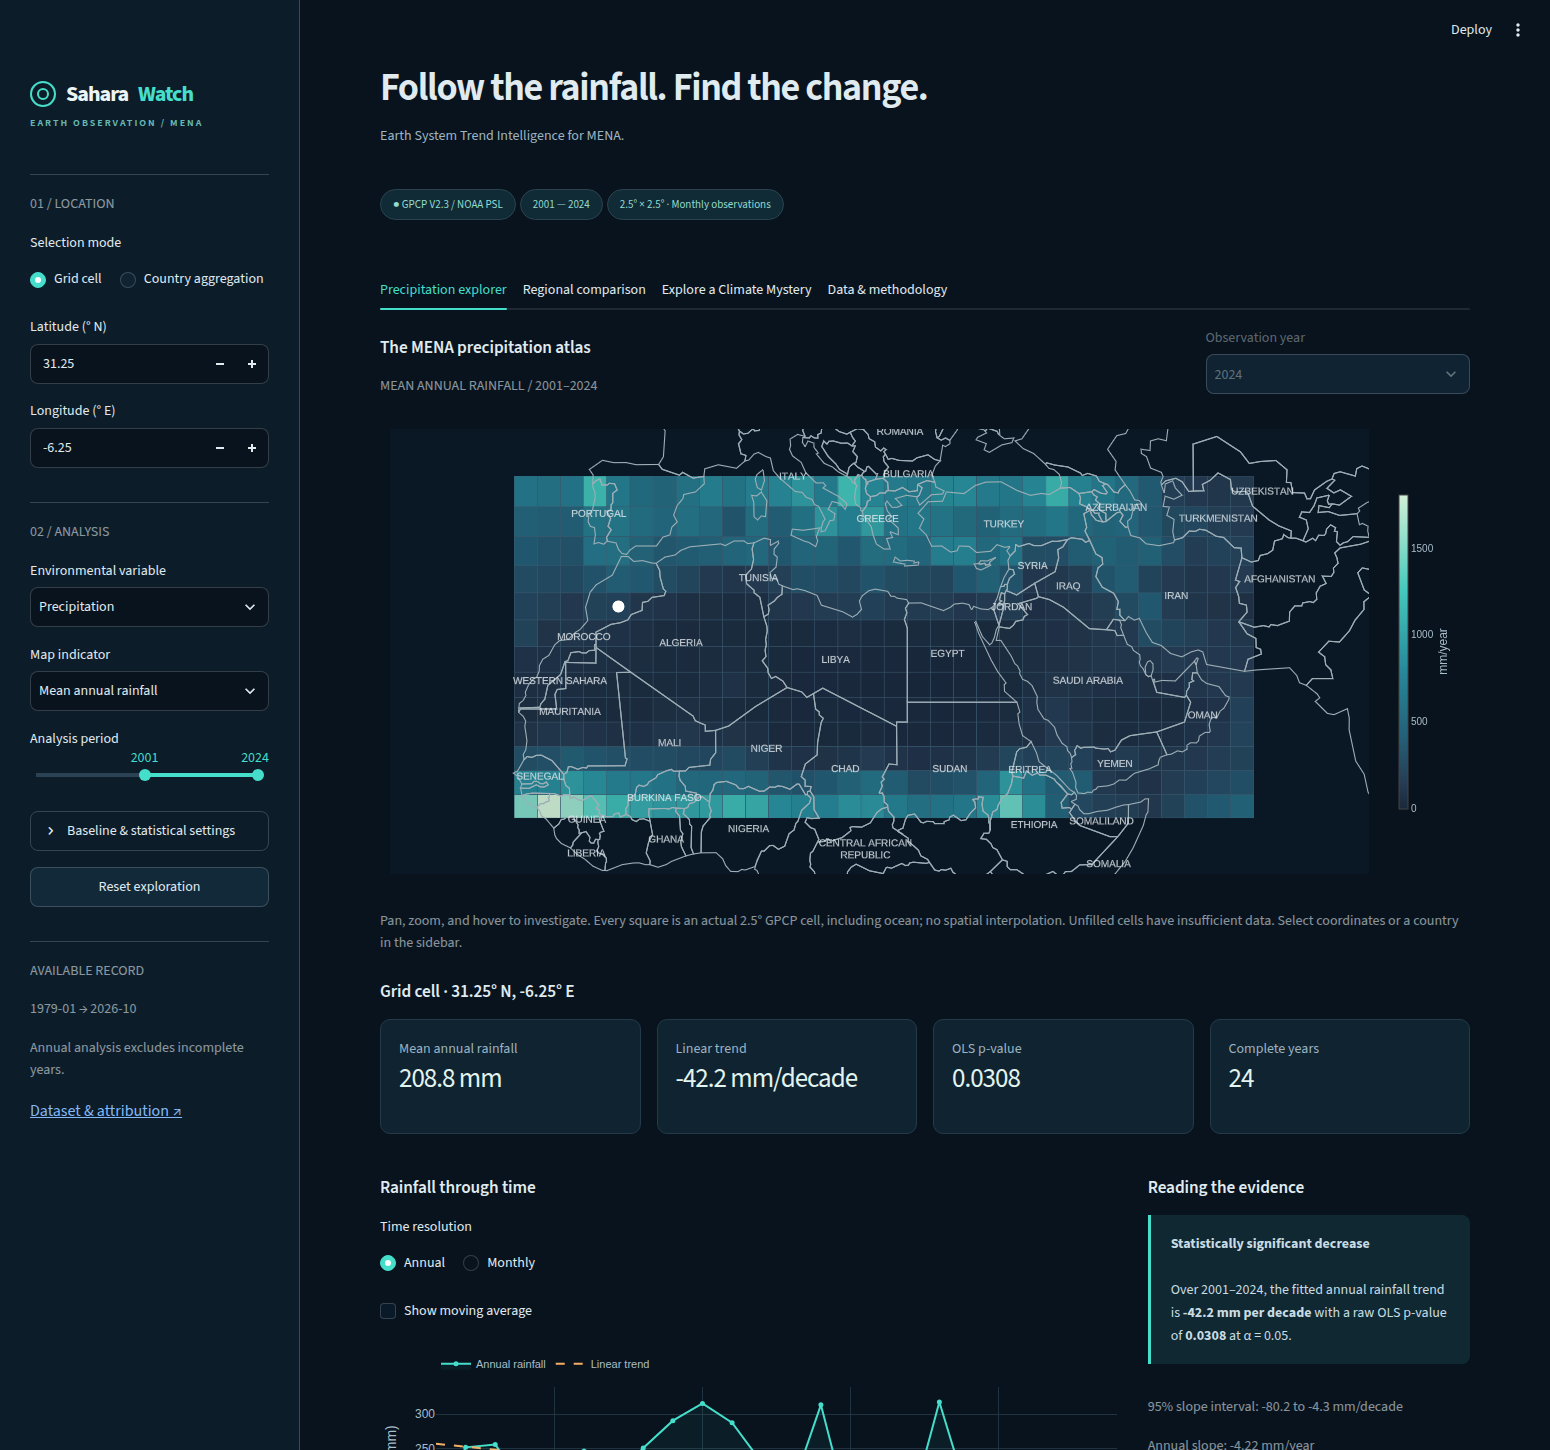 Deploy
Sahara Watch
EARTH OBSERVATION / MENA
01 / LOCATION
Selection mode
Grid cell
Country aggregation
Latitude (° N)
31.25
Longitude (° E)
-6.25
02 / ANALYSIS
Environmental variable
Precipitation
Map indicator
Mean annual rainfall
Analysis period
2001
2024
Baseline & statistical settings
Reset exploration
AVAILABLE RECORD
1979-01 → 2026-10
Annual analysis excludes incomplete
years.
Dataset & attribution ↗
Follow the rainfall. Find the change.
Earth System Trend Intelligence for MENA.
● GPCP V2.3 / NOAA PSL
2001 — 2024
2.5° × 2.5° · Monthly observations
Precipitation explorer
Regional comparison
Explore a Climate Mystery
Data & methodology
The MENA precipitation atlas
MEAN ANNUAL RAINFALL / 2001–2024
Observation year
2024
ROMANIA
ITALY
BULGARIA
UZBEKISTAN
PORTUGAL
GREECE
TURKEY
AZERBAIJAN
TURKMENISTAN
TUNISIA
SYRIA
IRAQ
AFGHANISTAN
IRAN
JORDAN
MOROCCO
ALGERIA
LIBYA
EGYPT
WESTERN SAHARA
SAUDI ARABIA
MAURITANIA
OMAN
MALI
NIGER
CHAD
SUDAN
ERITREA
YEMEN
SENEGAL
BURKINA FASO
GUINEA
NIGERIA
ETHIOPIA
SOMALILAND
GHANA
CENTRAL AFRICAN
REPUBLIC
LIBERIA
SOMALIA
1500
1000
500
0
mm/year
Pan, zoom, and hover to investigate. Every square is an actual 2.5° GPCP cell, including ocean; no spatial interpolation. Unfilled cells have insufficient data. Select coordinates or a country
in the sidebar.
Grid cell · 31.25° N, -6.25° E
Mean annual rainfall
208.8 mm
Linear trend
-42.2 mm/decade
OLS p-value
0.0308
Complete years
24
Rainfall through time
Time resolution
Annual
Monthly
Show moving average
Annual rainfall
Linear trend
300
250
mm)
Reading the evidence
Statistically significant decrease
Over 2001–2024, the fitted annual rainfall trend
is -42.2 mm per decade with a raw OLS p-value
of 0.0308 at α = 0.05.
95% slope interval: -80.2 to -4.3 mm/decade
Annual slope: -4.22 mm/year